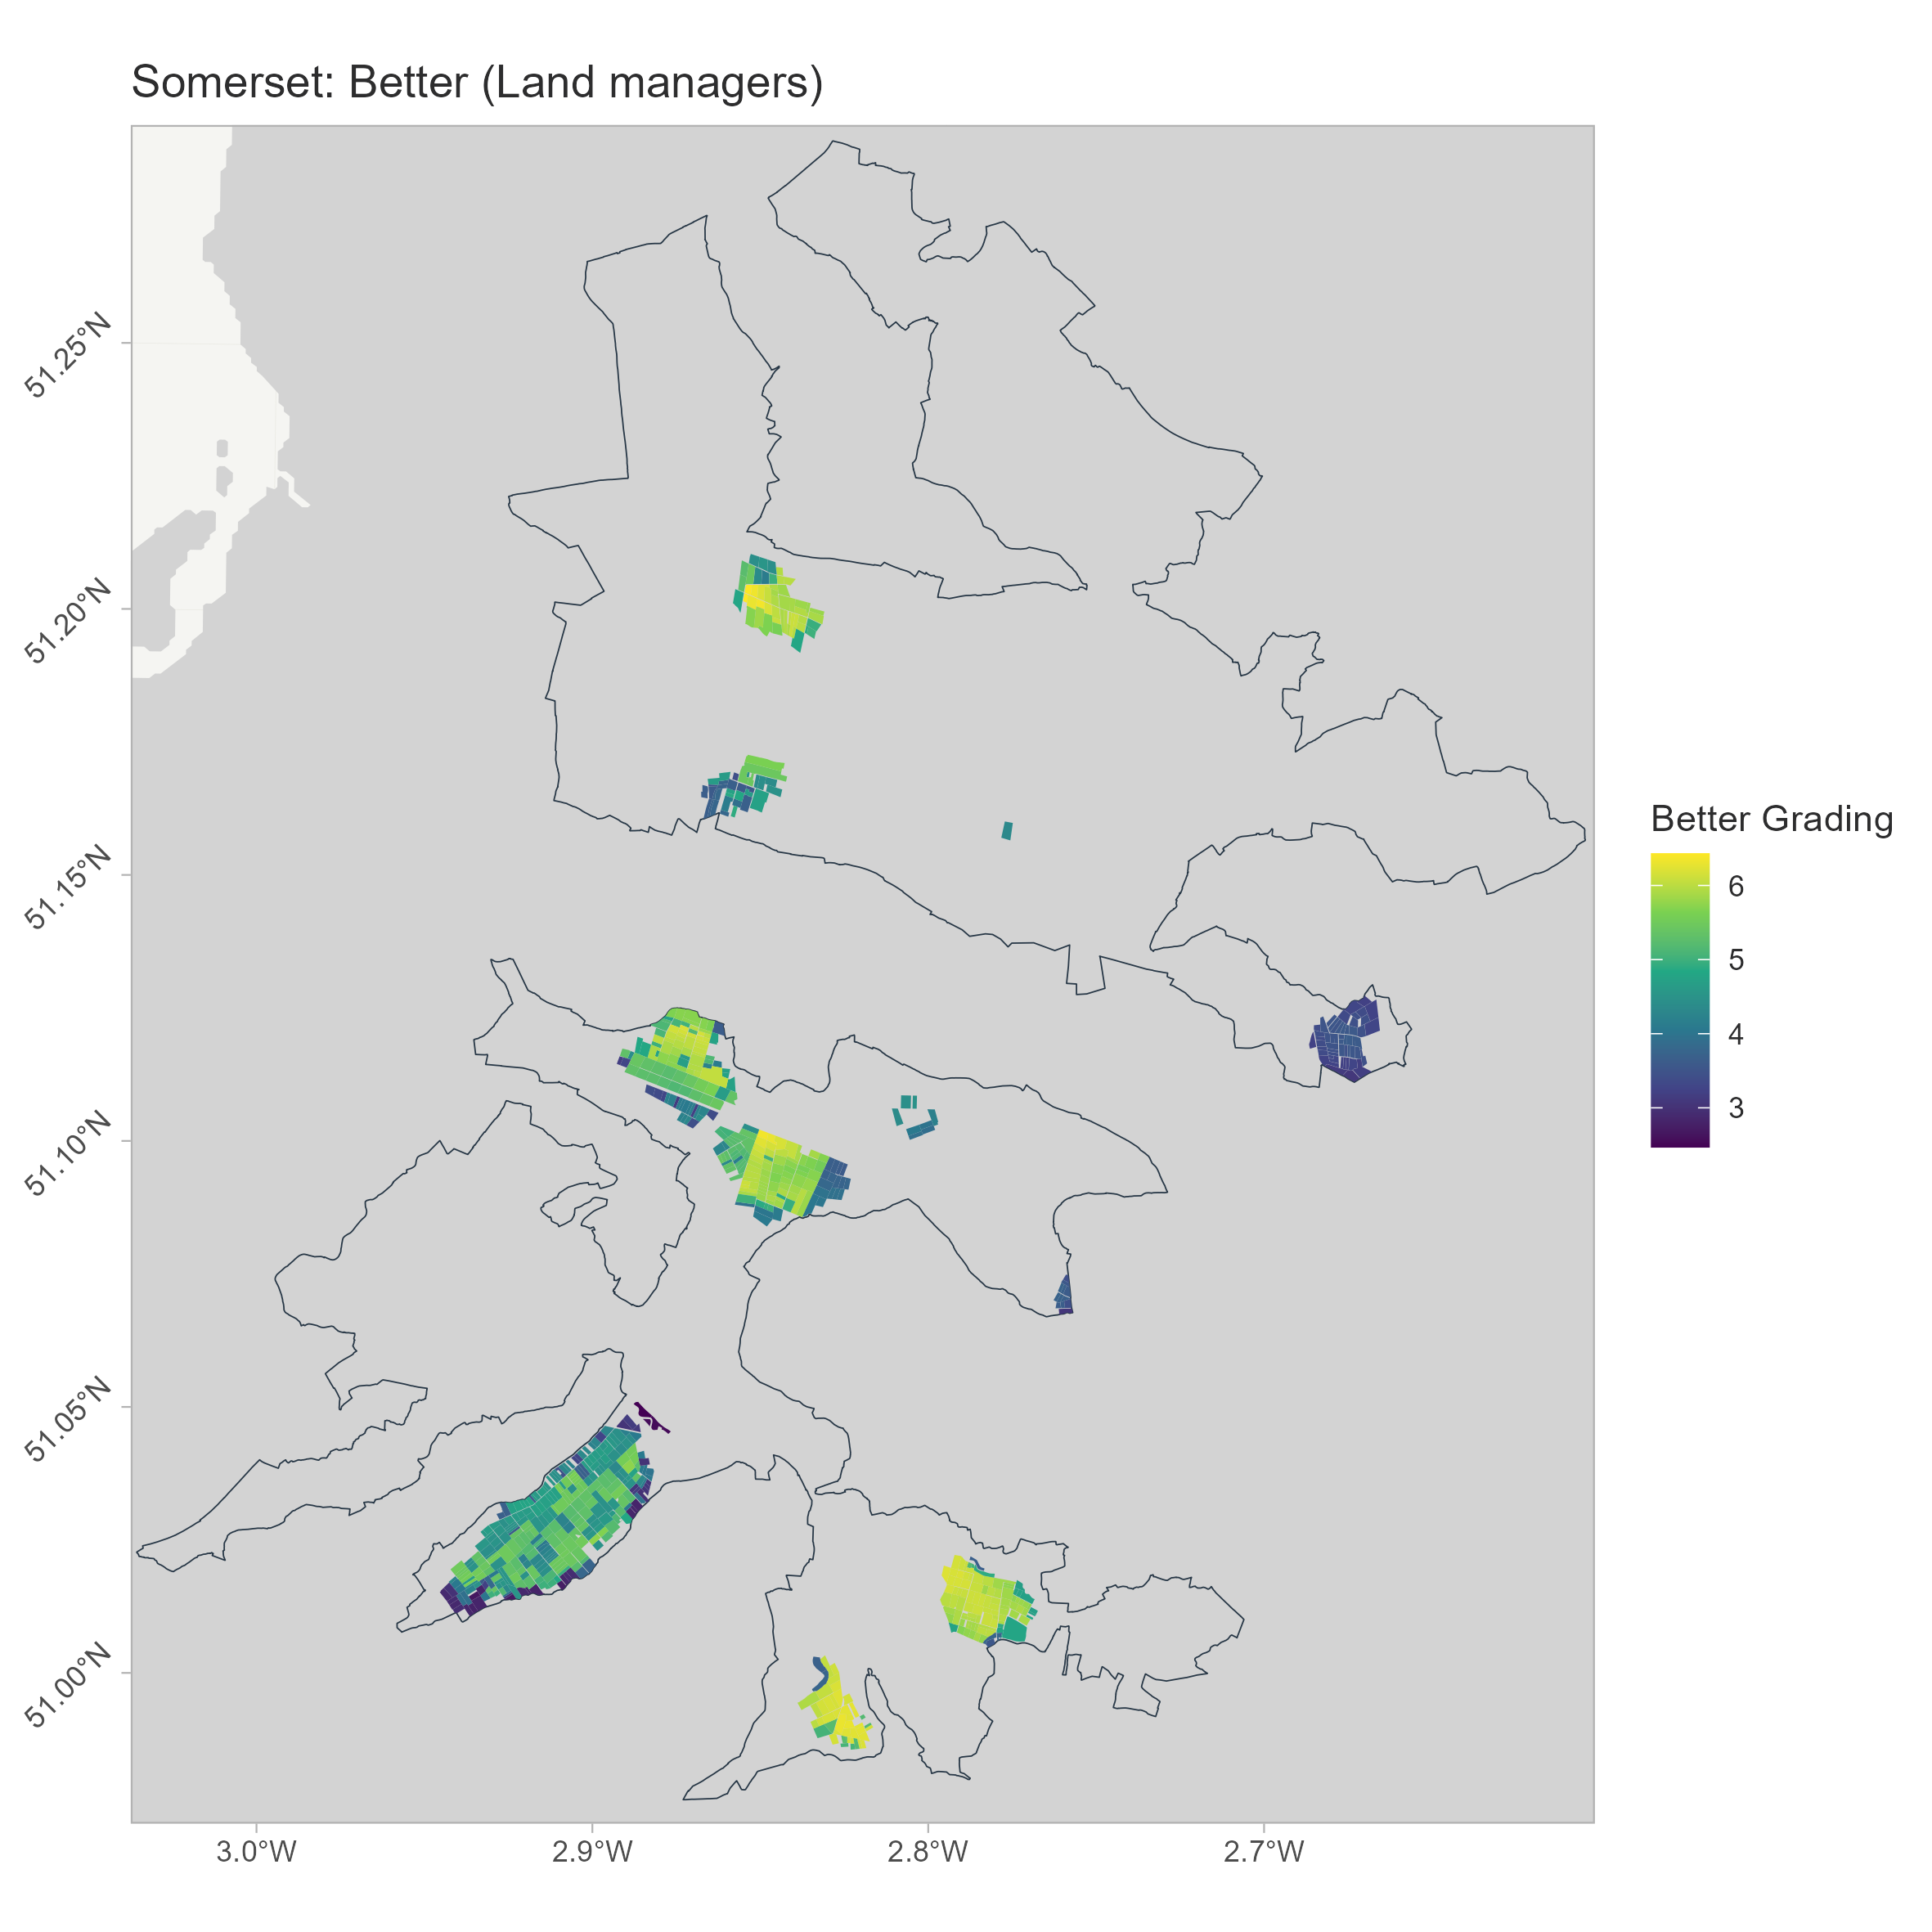 Somerset: Better (Land managers)
51.25°N
51.20°N
51.15°N
51.10°N
51.05°N
51.00°N
3.0°W
2.9°W
2.8°W
2.7°W
Better Grading
6
5
4
3